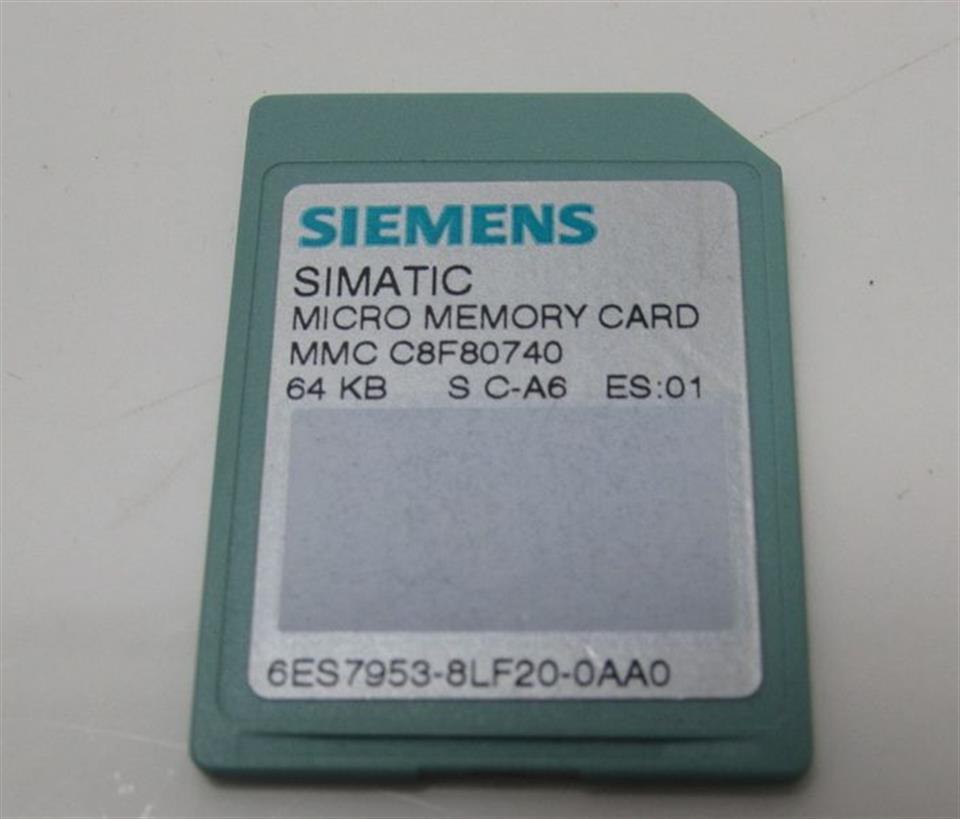 SIEMENS
SIMATIC
MICRO MEMORY CARD
MMC C8F80740
64 KB S C-A6 ES:01
6ES7953-8LF20-0AA0